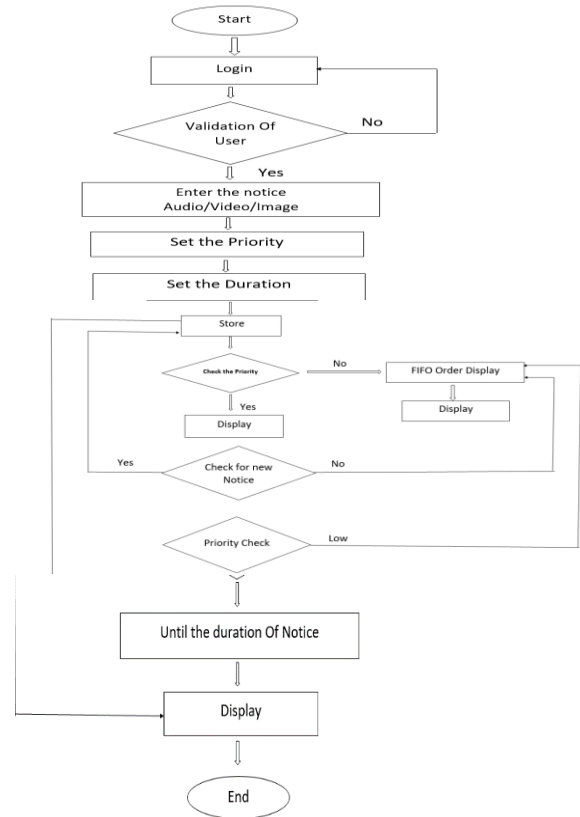 Start
Login
Validation Of
User
No
Yes
Enter the notice
Audio/Video/Image
Set the Priority
Set the Duration
Store
Check the Priority
No
FIFO Order Display
Yes
Display
Display
Yes
Check for new
Notice
No
Priority Check
Low
Until the duration Of Notice
Display
End